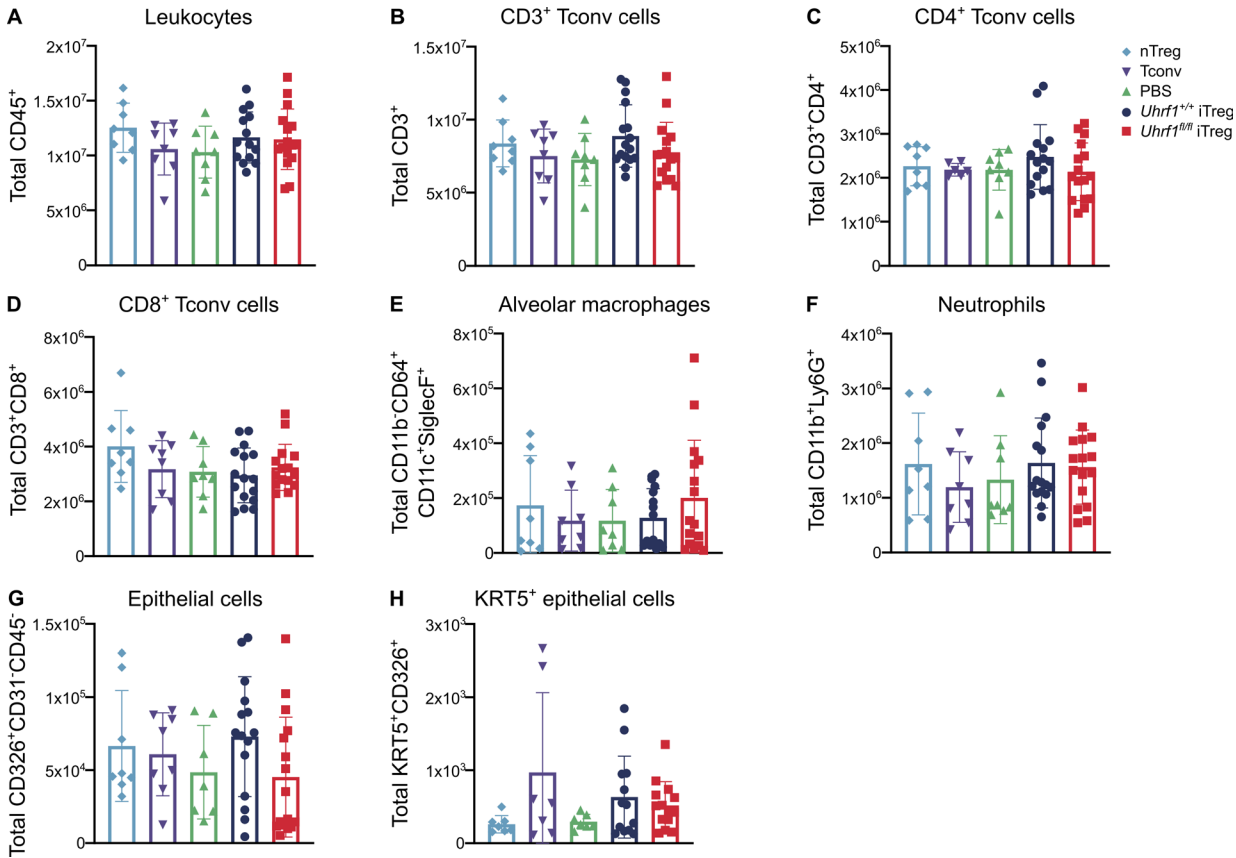 A Leukocytes
Total CD45⁺
2x10⁷
1.5x10⁷
1x10⁷
5x10⁶
0
B CD3⁺ Tconv cells
Total CD3⁺
1.5x10⁷
1x10⁷
5x10⁶
0
C CD4⁺ Tconv cells
Total CD3⁺CD4⁺
5x10⁶
4x10⁶
3x10⁶
2x10⁶
1x10⁶
0
nTreg
Tconv
PBS
Uhrf1⁺/⁺ iTreg
Uhrf1ᶠˡ/ᶠˡ iTreg
D CD8⁺ Tconv cells
Total CD3⁺CD8⁺
8x10⁶
6x10⁶
4x10⁶
2x10⁶
0
E Alveolar macrophages
Total CD11b⁻CD64⁺
CD11c⁺SiglecF⁺
8x10⁵
6x10⁵
4x10⁵
2x10⁵
0
F Neutrophils
Total CD11b⁺Ly6G⁺
4x10⁶
3x10⁶
2x10⁶
1x10⁶
0
G Epithelial cells
Total CD326⁺CD31⁻CD45⁻
1.5x10⁵
1x10⁵
5x10⁴
0
H KRT5⁺ epithelial cells
Total KRT5⁺CD326⁺
3x10³
2x10³
1x10³
0